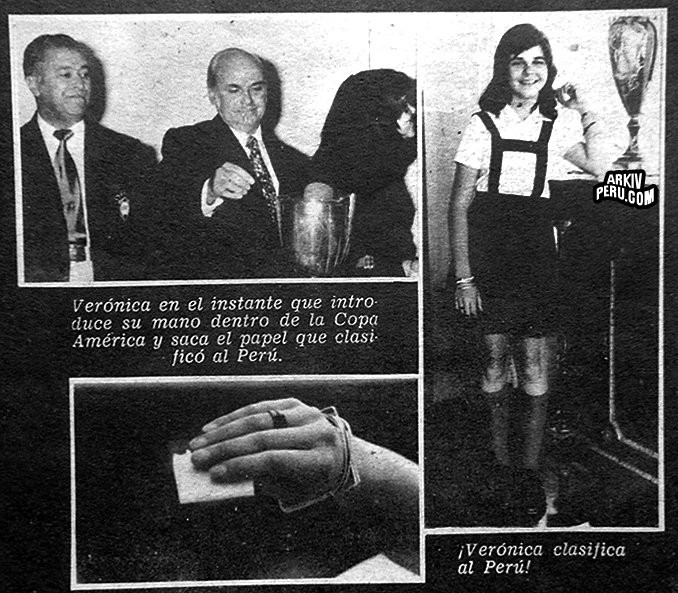 ARKIV
PERU.COM
Verónica en el instante que intro-
duce su mano dentro de la Copa
América y saca el papel que clasi-
ficó al Perú.
¡Verónica clasifica
al Perú!